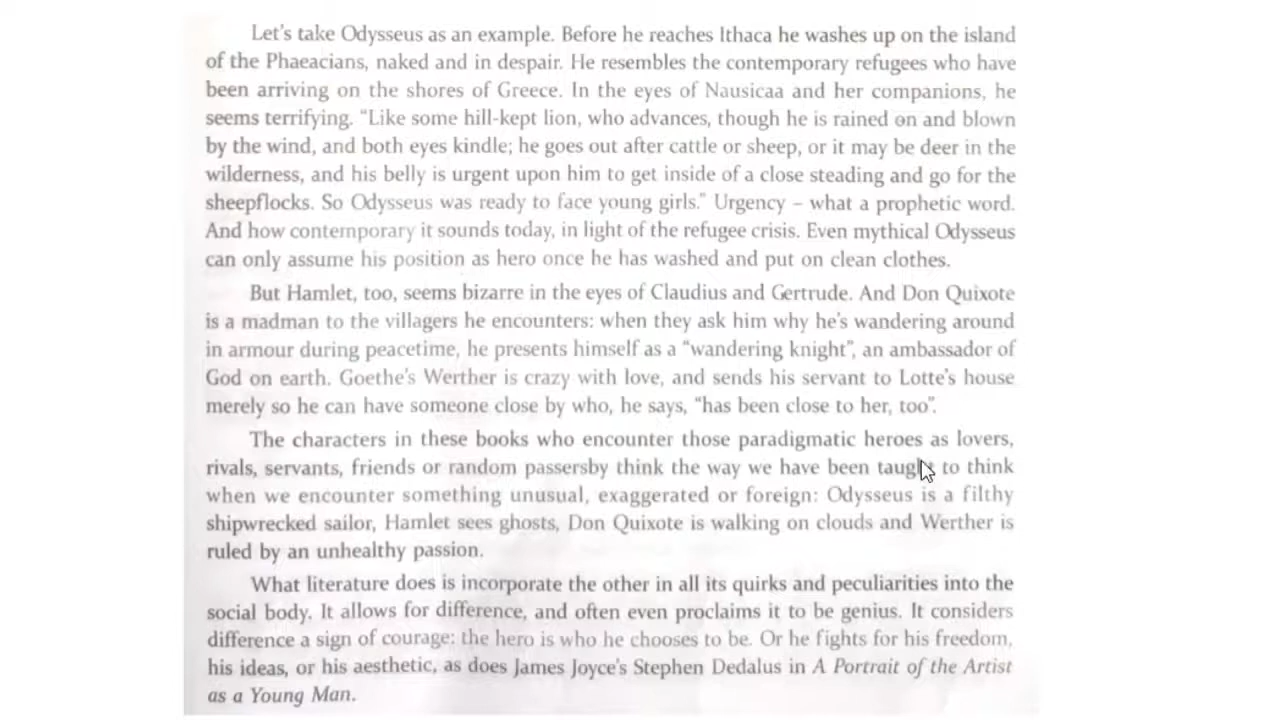 Let's take Odysseus as an example. Before he reaches Ithaca he washes up on the island
of the Phaeacians, naked and in despair. He resembles the contemporary refugees who have
been arriving on the shores of Greece. In the eyes of Nausicaa and her companions, he
seems terrifying. "Like some hill-kept lion, who advances, though he is rained on and blown
by the wind, and both eyes kindle; he goes out after cattle or sheep, or it may be deer in the
wilderness, and his belly is urgent upon him to get inside of a close steading and go for the
sheepflocks. So Odysseus was ready to face young girls." Urgency – what a prophetic word.
And how contemporary it sounds today, in light of the refugee crisis. Even mythical Odysseus
can only assume his position as hero once he has washed and put on clean clothes.
But Hamlet, too, seems bizarre in the eyes of Claudius and Gertrude. And Don Quixote
is a madman to the villagers he encounters: when they ask him why he's wandering around
in armour during peacetime, he presents himself as a "wandering knight", an ambassador of
God on earth. Goethe's Werther is crazy with love, and sends his servant to Lotte's house
merely so he can have someone close by who, he says, "has been close to her, too".
The characters in these books who encounter those paradigmatic heroes as lovers,
rivals, servants, friends or random passersby think the way we have been taught to think
when we encounter something unusual, exaggerated or foreign: Odysseus is a filthy
shipwrecked sailor, Hamlet sees ghosts, Don Quixote is walking on clouds and Werther is
ruled by an unhealthy passion.
What literature does is incorporate the other in all its quirks and peculiarities into the
social body. It allows for difference, and often even proclaims it to be genius. It considers
difference a sign of courage: the hero is who he chooses to be. Or he fights for his freedom,
his ideas, or his aesthetic, as does James Joyce's Stephen Dedalus in A Portrait of the Artist
as a Young Man.